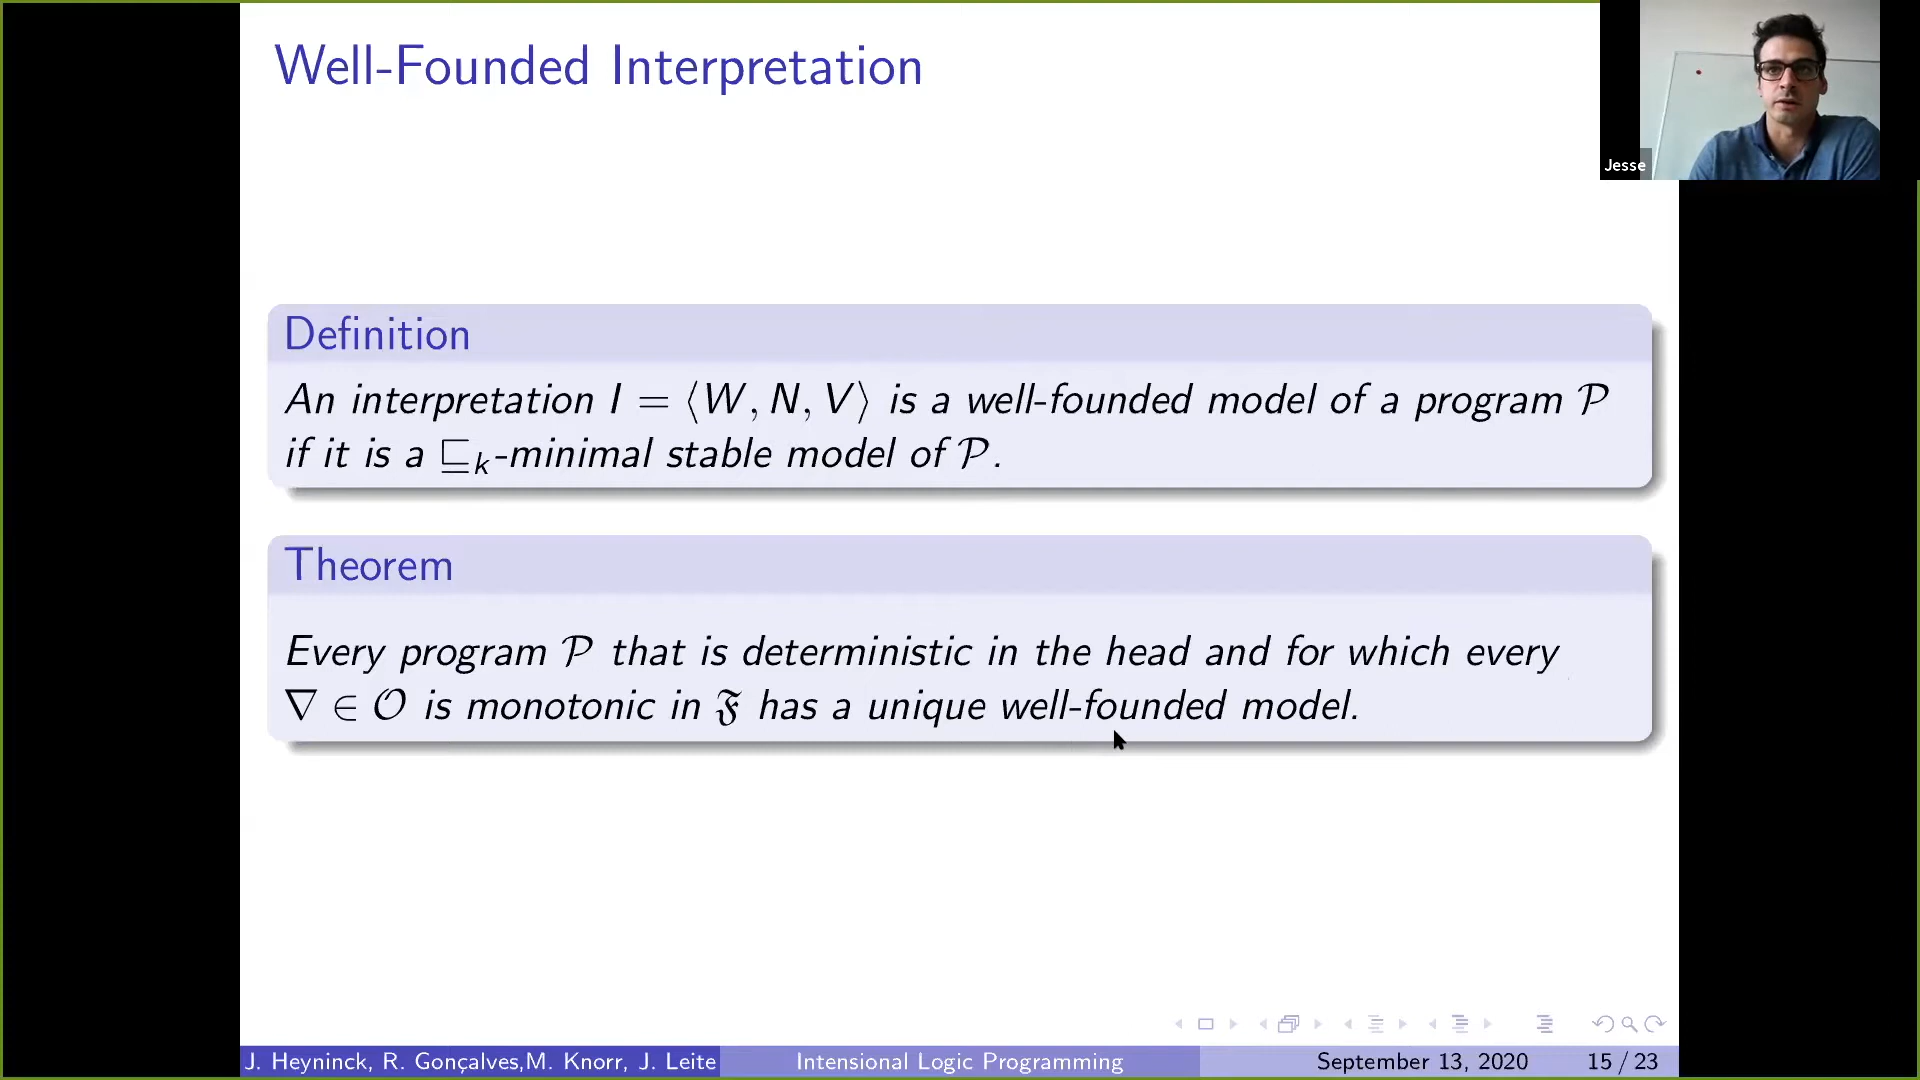 Well-Founded Interpretation
Jesse
Definition
An interpretation I = ⟨W, N, V⟩ is a well-founded model of a program 𝒫
if it is a ⊑ₖ-minimal stable model of 𝒫.
Theorem
Every program 𝒫 that is deterministic in the head and for which every
∇ ∈ 𝒪 is monotonic in 𝔉 has a unique well-founded model.
J. Heyninck, R. Gonçalves,M. Knorr, J. Leite Intensional Logic Programming September 13, 2020 15 / 23